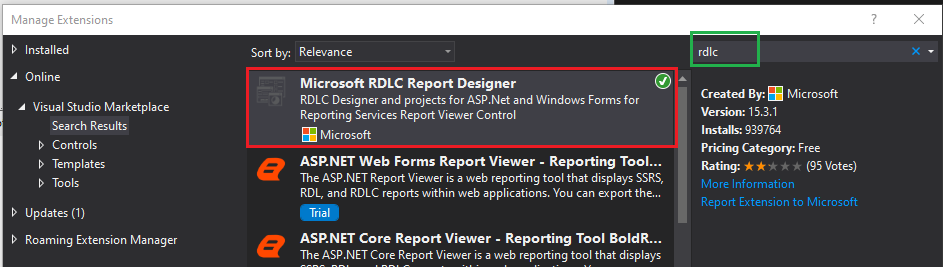 Manage Extensions
? ×
Installed
Online
Visual Studio Marketplace
Search Results
Controls
Templates
Tools
Updates (1)
Roaming Extension Manager
Sort by: Relevance
Microsoft RDLC Report Designer
RDLC Designer and projects for ASP.Net and Windows Forms for
Reporting Services Report Viewer Control
Microsoft
ASP.NET Web Forms Report Viewer - Reporting Tool...
The ASP.NET Report Viewer is a web reporting tool that displays SSRS,
RDL, and RDLC reports within web applications. You can export the...
Trial
ASP.NET Core Report Viewer - Reporting Tool BoldR...
The ASP.NET Core Report Viewer is a web reporting tool that displays
rdlc
Created By: Microsoft
Version: 15.3.1
Installs: 939764
Pricing Category: Free
Rating: (95 Votes)
More Information
Report Extension to Microsoft